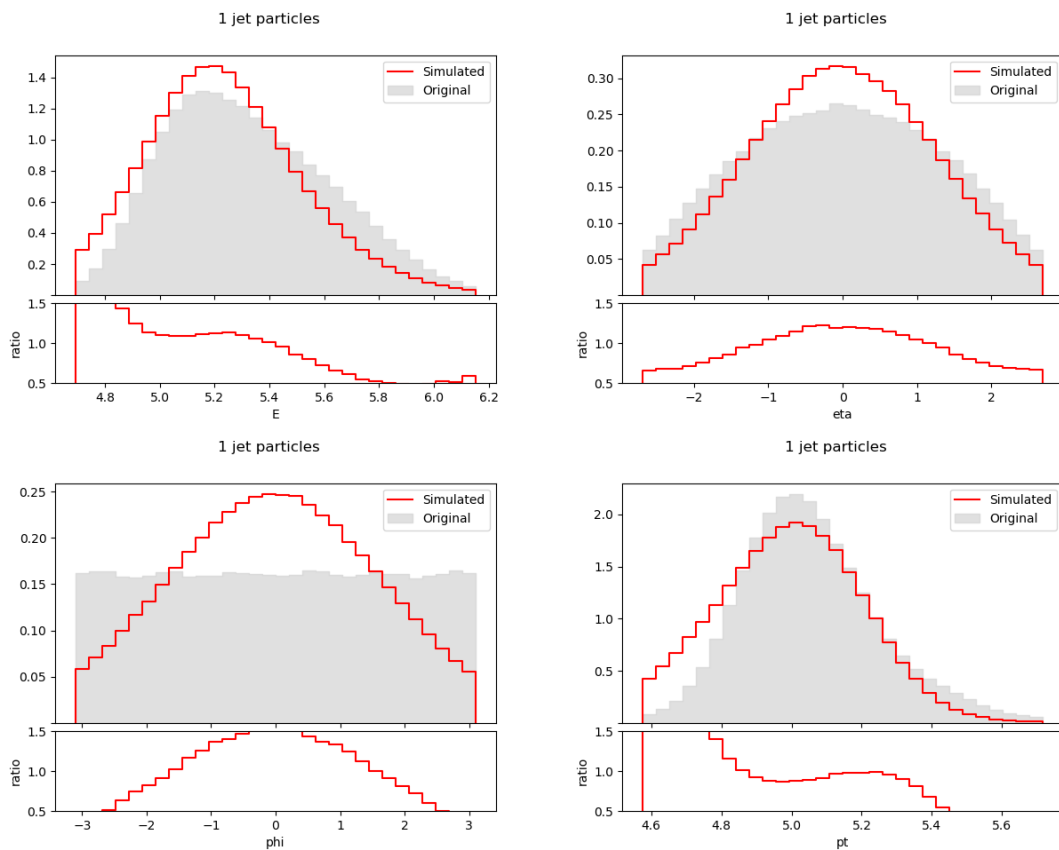 1 jet particles
Simulated
Original
1.4
1.2
1.0
0.8
0.6
0.4
0.2
1.5
1.0
0.5
ratio
4.8 5.0 5.2 5.4 5.6 5.8 6.0 6.2
E
1 jet particles
Simulated
Original
0.30
0.25
0.20
0.15
0.10
0.05
1.5
1.0
0.5
ratio
−2 −1 0 1 2
eta
1 jet particles
Simulated
Original
0.25
0.20
0.15
0.10
0.05
1.5
1.0
0.5
ratio
−3 −2 −1 0 1 2 3
phi
1 jet particles
Simulated
Original
2.0
1.5
1.0
0.5
1.5
1.0
0.5
ratio
4.6 4.8 5.0 5.2 5.4 5.6
pt